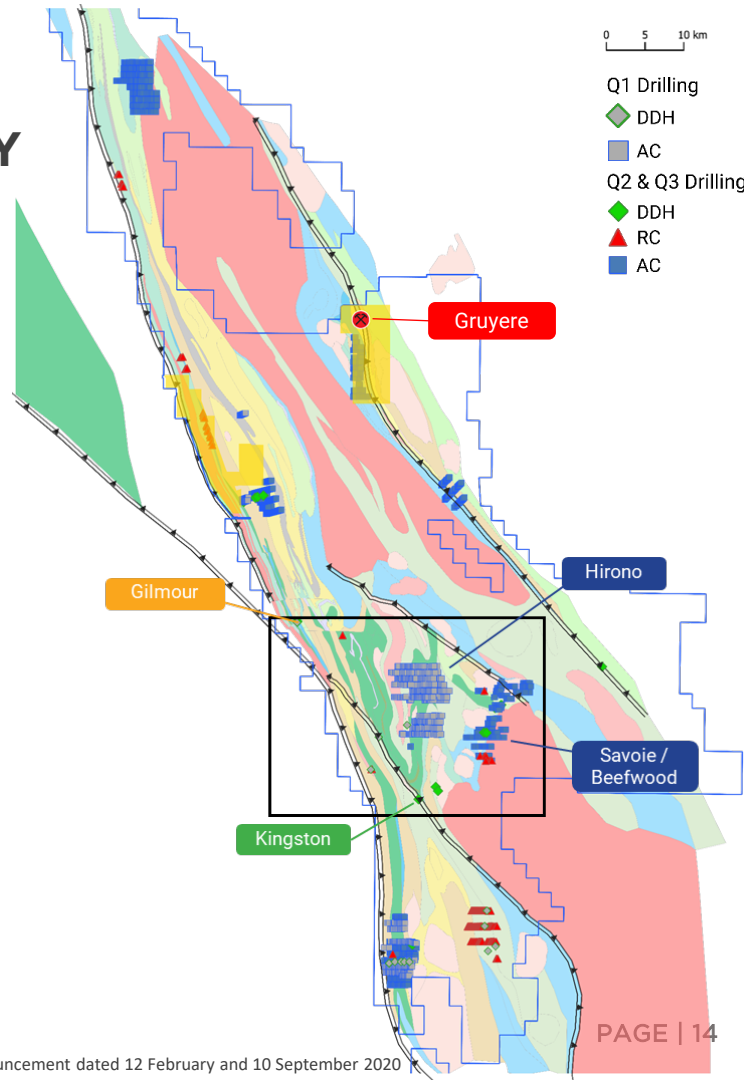 Y
0 5 10 km
Q1 Drilling
DDH
AC
Q2 & Q3 Drilling
DDH
RC
AC
Gruyere
Hirono
Gilmour
Savoie /
Beefwood
Kingston
PAGE | 14
uncement dated 12 February and 10 September 2020